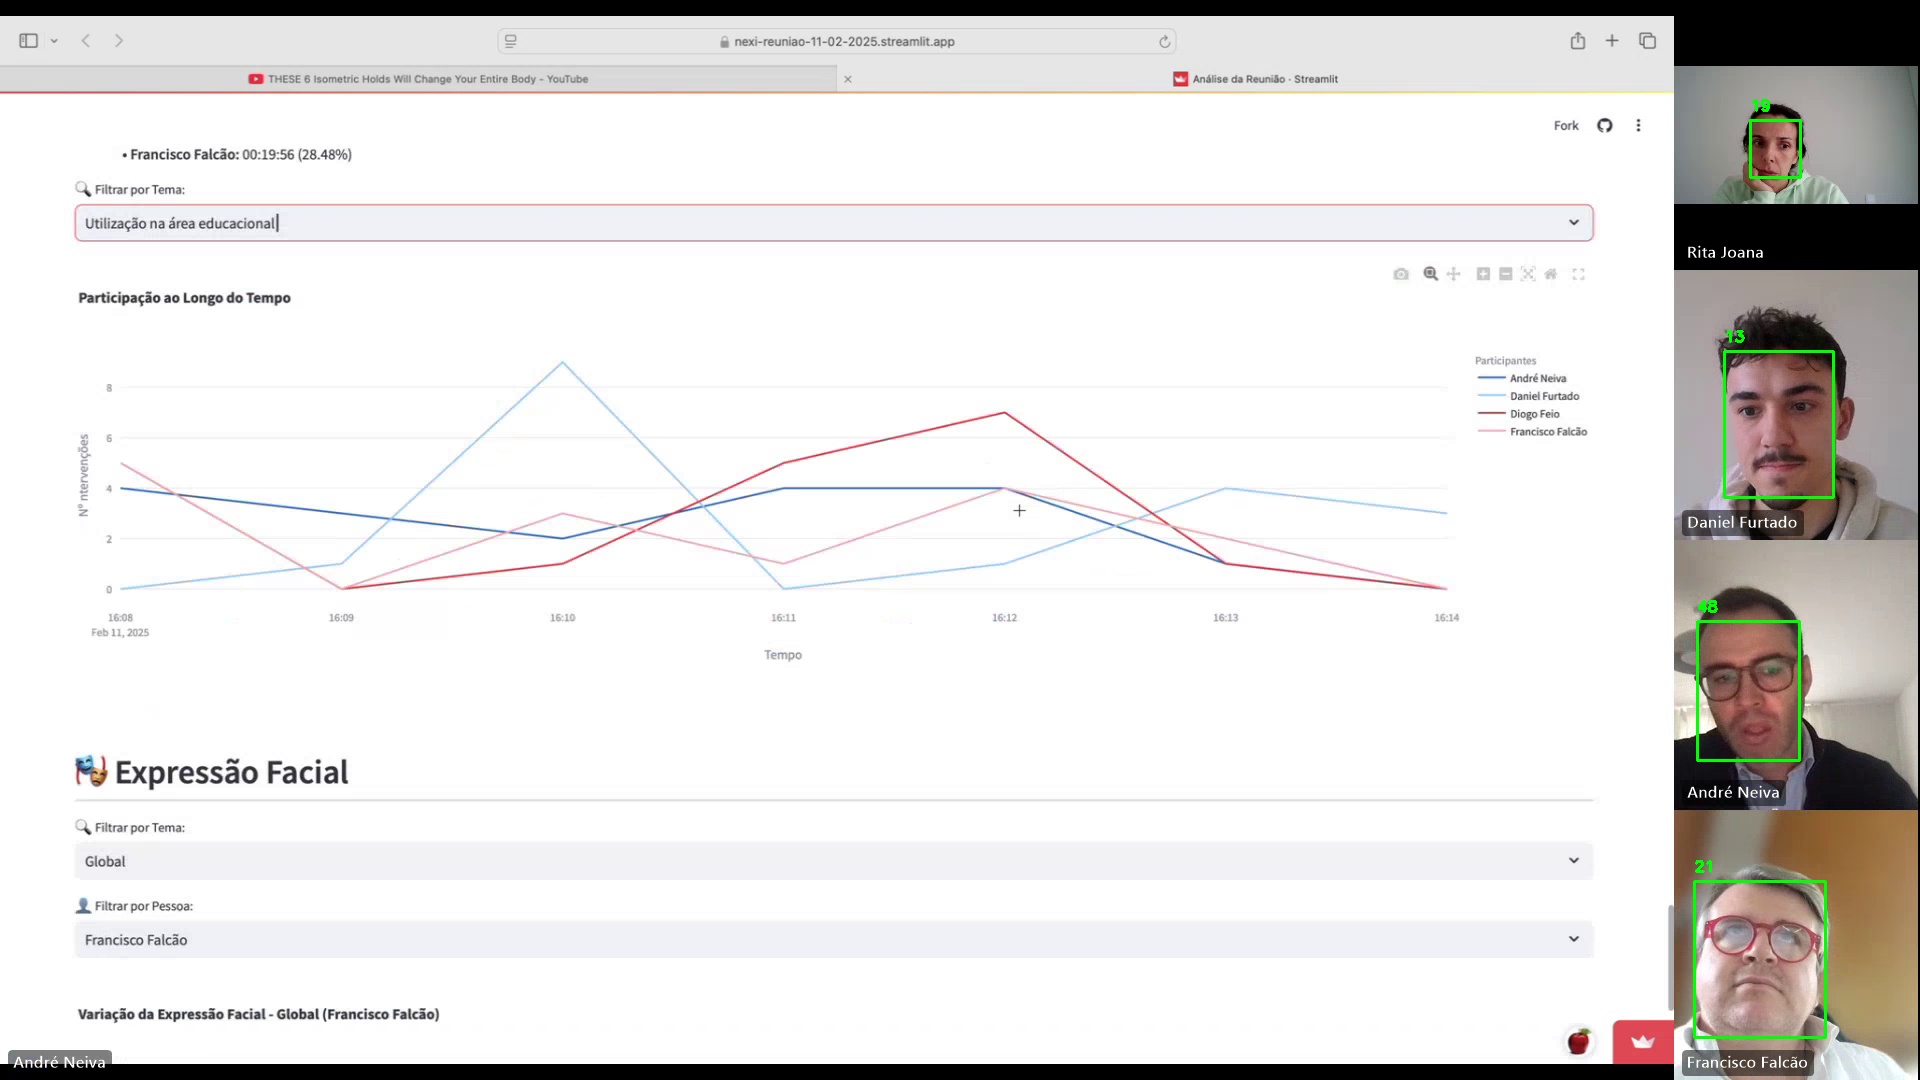 nexi-reuniao-11-02-2025.streamlit.app
THESE 6 Isometric Holds Will Change Your Entire Body - YouTube
Análise da Reunião · Streamlit
Fork
• Francisco Falcão: 00:19:56 (28.48%)
Filtrar por Tema:
Utilização na área educacional
Participação ao Longo do Tempo
Participantes
André Neiva
Daniel Furtado
Diogo Feio
Francisco Falcão
8
6
4
2
0
Nº Intervenções
16:08
16:09
16:10
16:11
16:12
16:13
16:14
Feb 11, 2025
Tempo
Expressão Facial
Filtrar por Tema:
Global
Filtrar por Pessoa:
Francisco Falcão
Variação da Expressão Facial - Global (Francisco Falcão)
André Neiva
19
Rita Joana
13
Daniel Furtado
48
André Neiva
21
Francisco Falcão